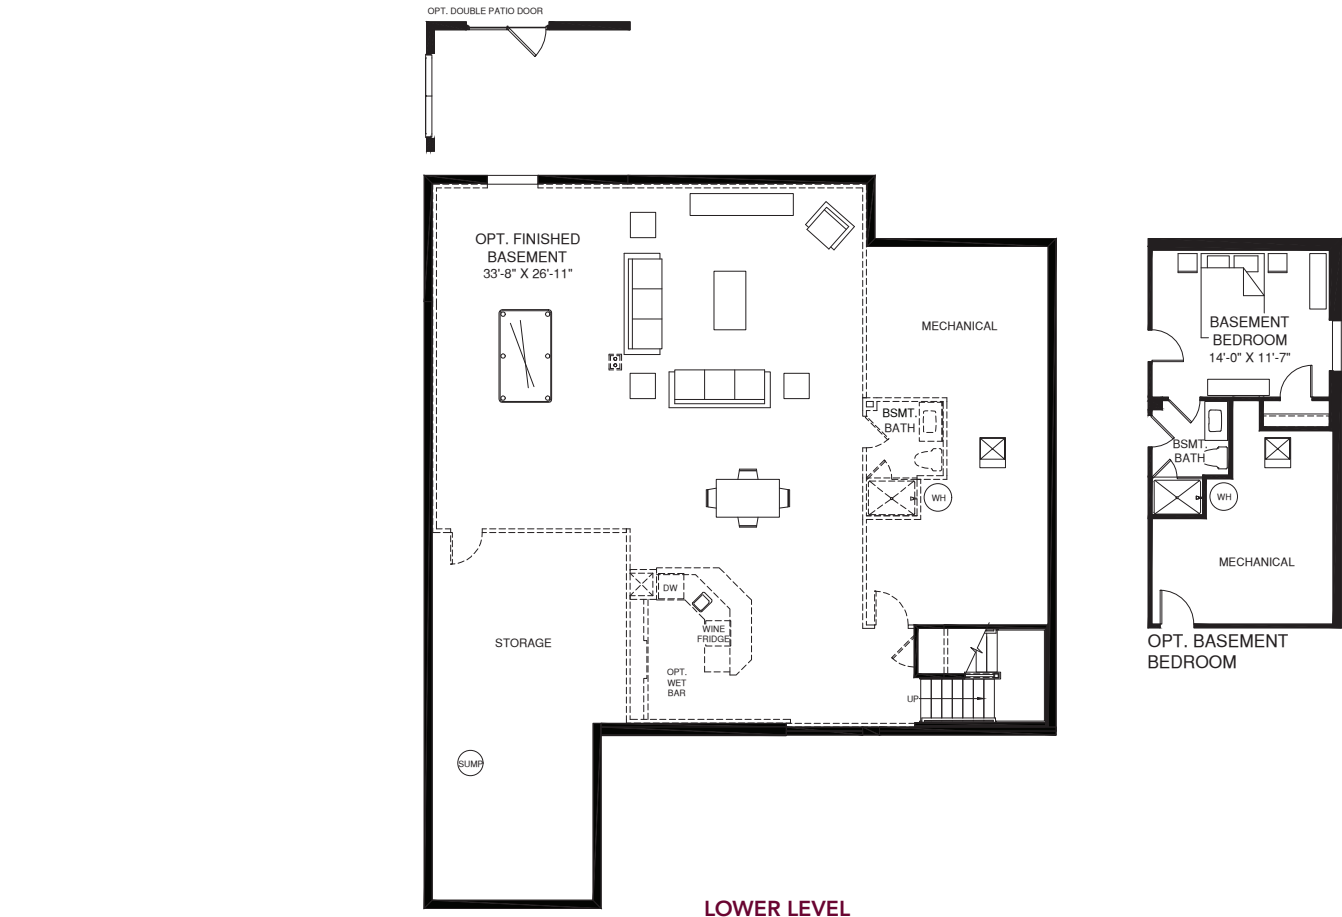 OPT. DOUBLE PATIO DOOR
OPT. FINISHED
BASEMENT
33'-8" X 26'-11"
MECHANICAL
BSMT.
BATH
WH
DW
WINE
FRIDGE
STORAGE
OPT.
WET
BAR
UP
SUMP
BASEMENT
BEDROOM
14'-0" X 11'-7"
BSMT.
BATH
WH
MECHANICAL
OPT. BASEMENT
BEDROOM
LOWER LEVEL